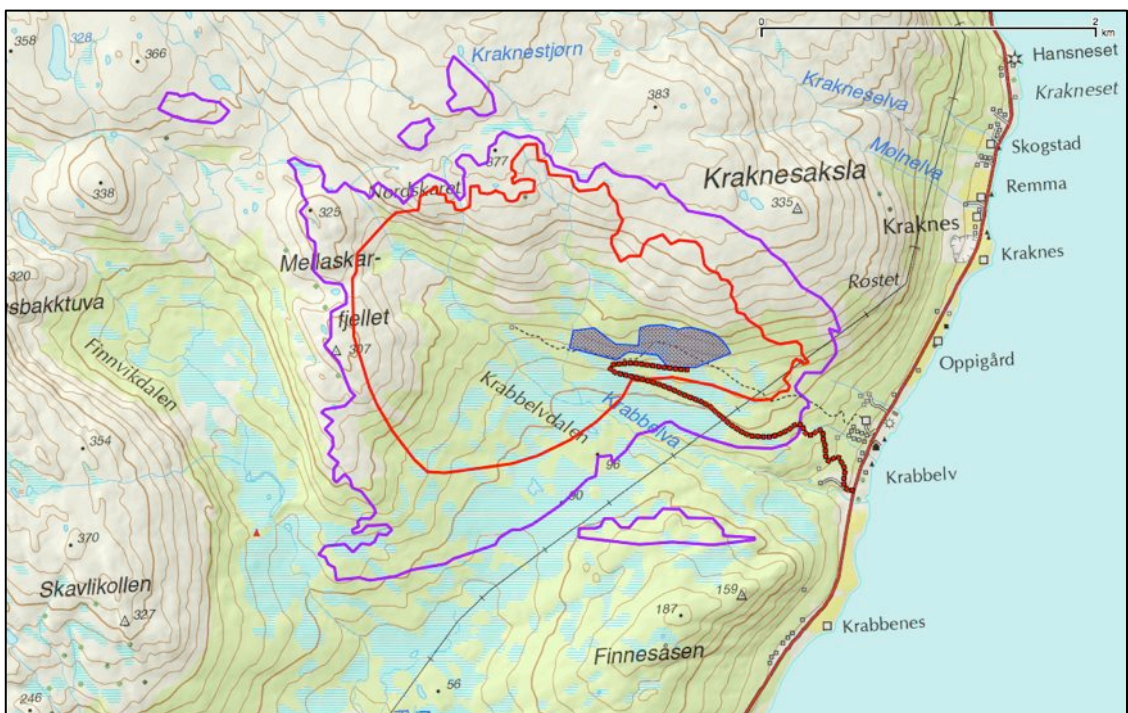 0
2
km
358
328
366
Kraknestjørn
Hansneset
Krakneselva
Krakneset
383
Mølnelva
Skogstad
377
338
Nordskaret
Kraknesaksla
Remma
325
335
Kraknes
Mellaskar-
Kraknes
320
Røstet
sbakktuva
fjellet
307
Oppigård
Finnvikdalen
Krabbelvdalen
Krabbelva
354
96
Krabbelv
90
370
Skavlikollen
327
159
187
Krabbenes
Finnesåsen
56
246